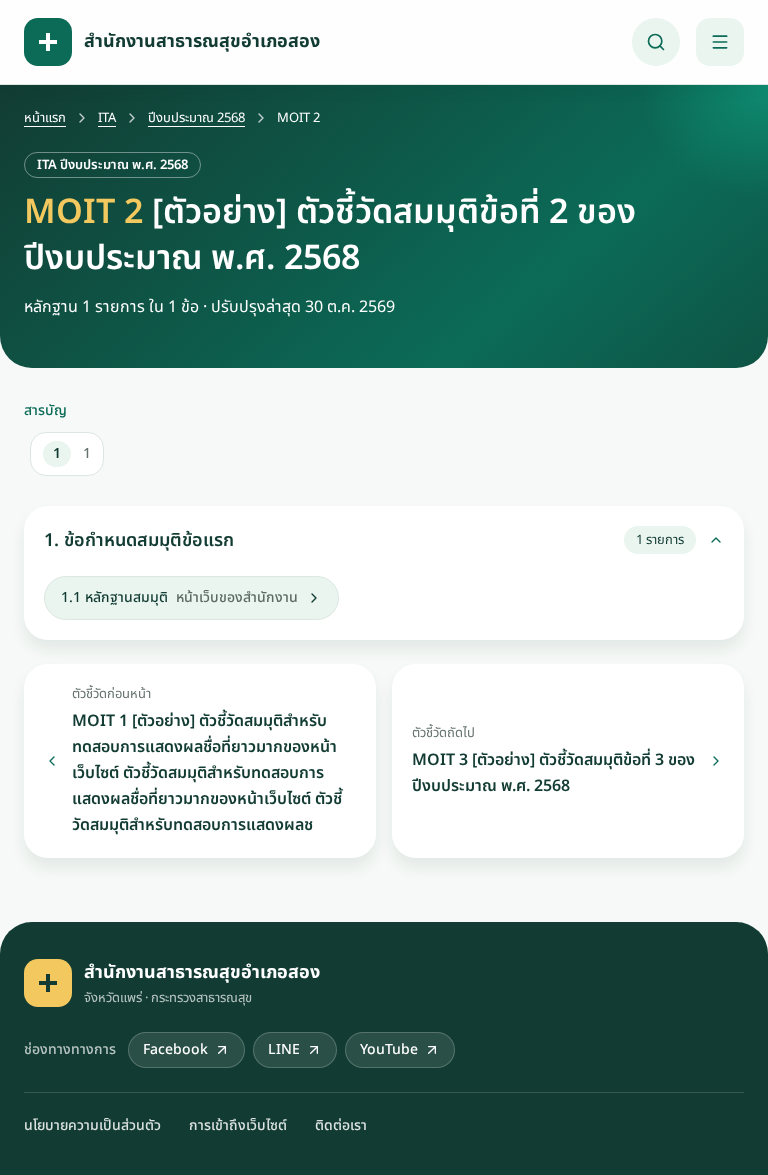 สำนักงานสาธารณสุขอำเภอสอง
หน้าแรก ITA ปีงบประมาณ 2568 MOIT 2
ITA ปีงบประมาณ พ.ศ. 2568
MOIT 2 [ตัวอย่าง] ตัวชี้วัดสมมุติข้อที่ 2 ของ
ปีงบประมาณ พ.ศ. 2568
หลักฐาน 1 รายการ ใน 1 ข้อ · ปรับปรุงล่าสุด 30 ต.ค. 2569
สารบัญ
1 1
1. ข้อกำหนดสมมุติข้อแรก
1 รายการ
1.1 หลักฐานสมมุติ หน้าเว็บของสำนักงาน
ตัวชี้วัดก่อนหน้า
MOIT 1 [ตัวอย่าง] ตัวชี้วัดสมมุติสำหรับ
ทดสอบการแสดงผลชื่อที่ยาวมากของหน้า
เว็บไซต์ ตัวชี้วัดสมมุติสำหรับทดสอบการ
แสดงผลชื่อที่ยาวมากของหน้าเว็บไซต์ ตัวชี้
วัดสมมุติสำหรับทดสอบการแสดงผลช
ตัวชี้วัดถัดไป
MOIT 3 [ตัวอย่าง] ตัวชี้วัดสมมุติข้อที่ 3 ของ
ปีงบประมาณ พ.ศ. 2568
สำนักงานสาธารณสุขอำเภอสอง
จังหวัดแพร่ · กระทรวงสาธารณสุข
ช่องทางทางการ Facebook LINE YouTube
นโยบายความเป็นส่วนตัว การเข้าถึงเว็บไซต์ ติดต่อเรา